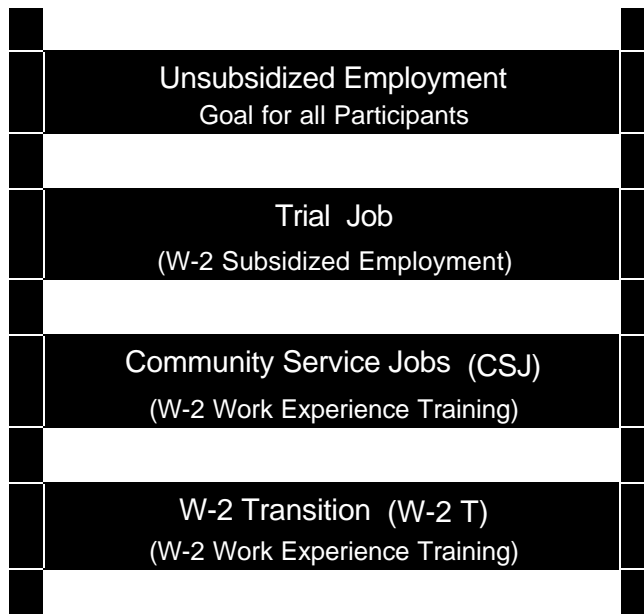 Unsubsidized Employment
Goal for all Participants
Trial Job
(W-2 Subsidized Employment)
Community Service Jobs (CSJ)
(W-2 Work Experience Training)
W-2 Transition (W-2 T)
(W-2 Work Experience Training)